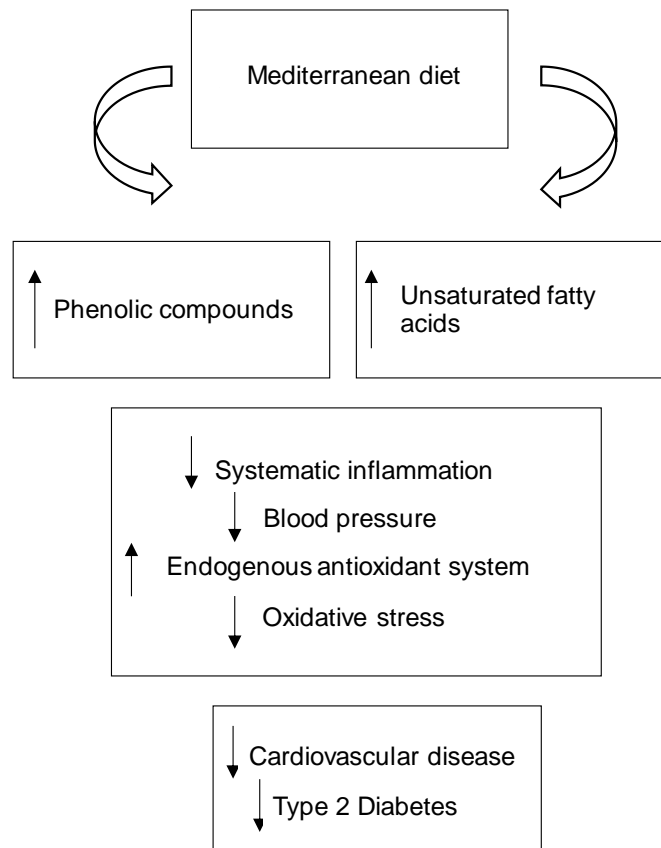 Mediterranean diet
Phenolic compounds
Unsaturated fatty
acids
Systematic inflammation
Blood pressure
Endogenous antioxidant system
Oxidative stress
Cardiovascular disease
Type 2 Diabetes